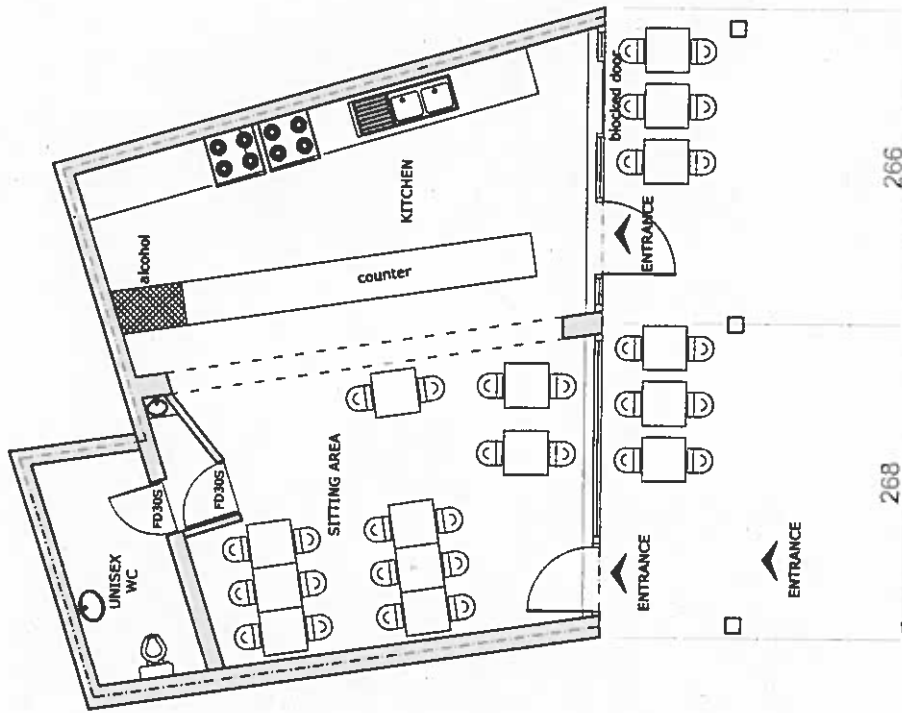 alcohol
KITCHEN
counter
blocked door
ENTRANCE
266
FD30S
FD30S
UNISEX
WC
SITTING AREA
ENTRANCE
ENTRANCE
268